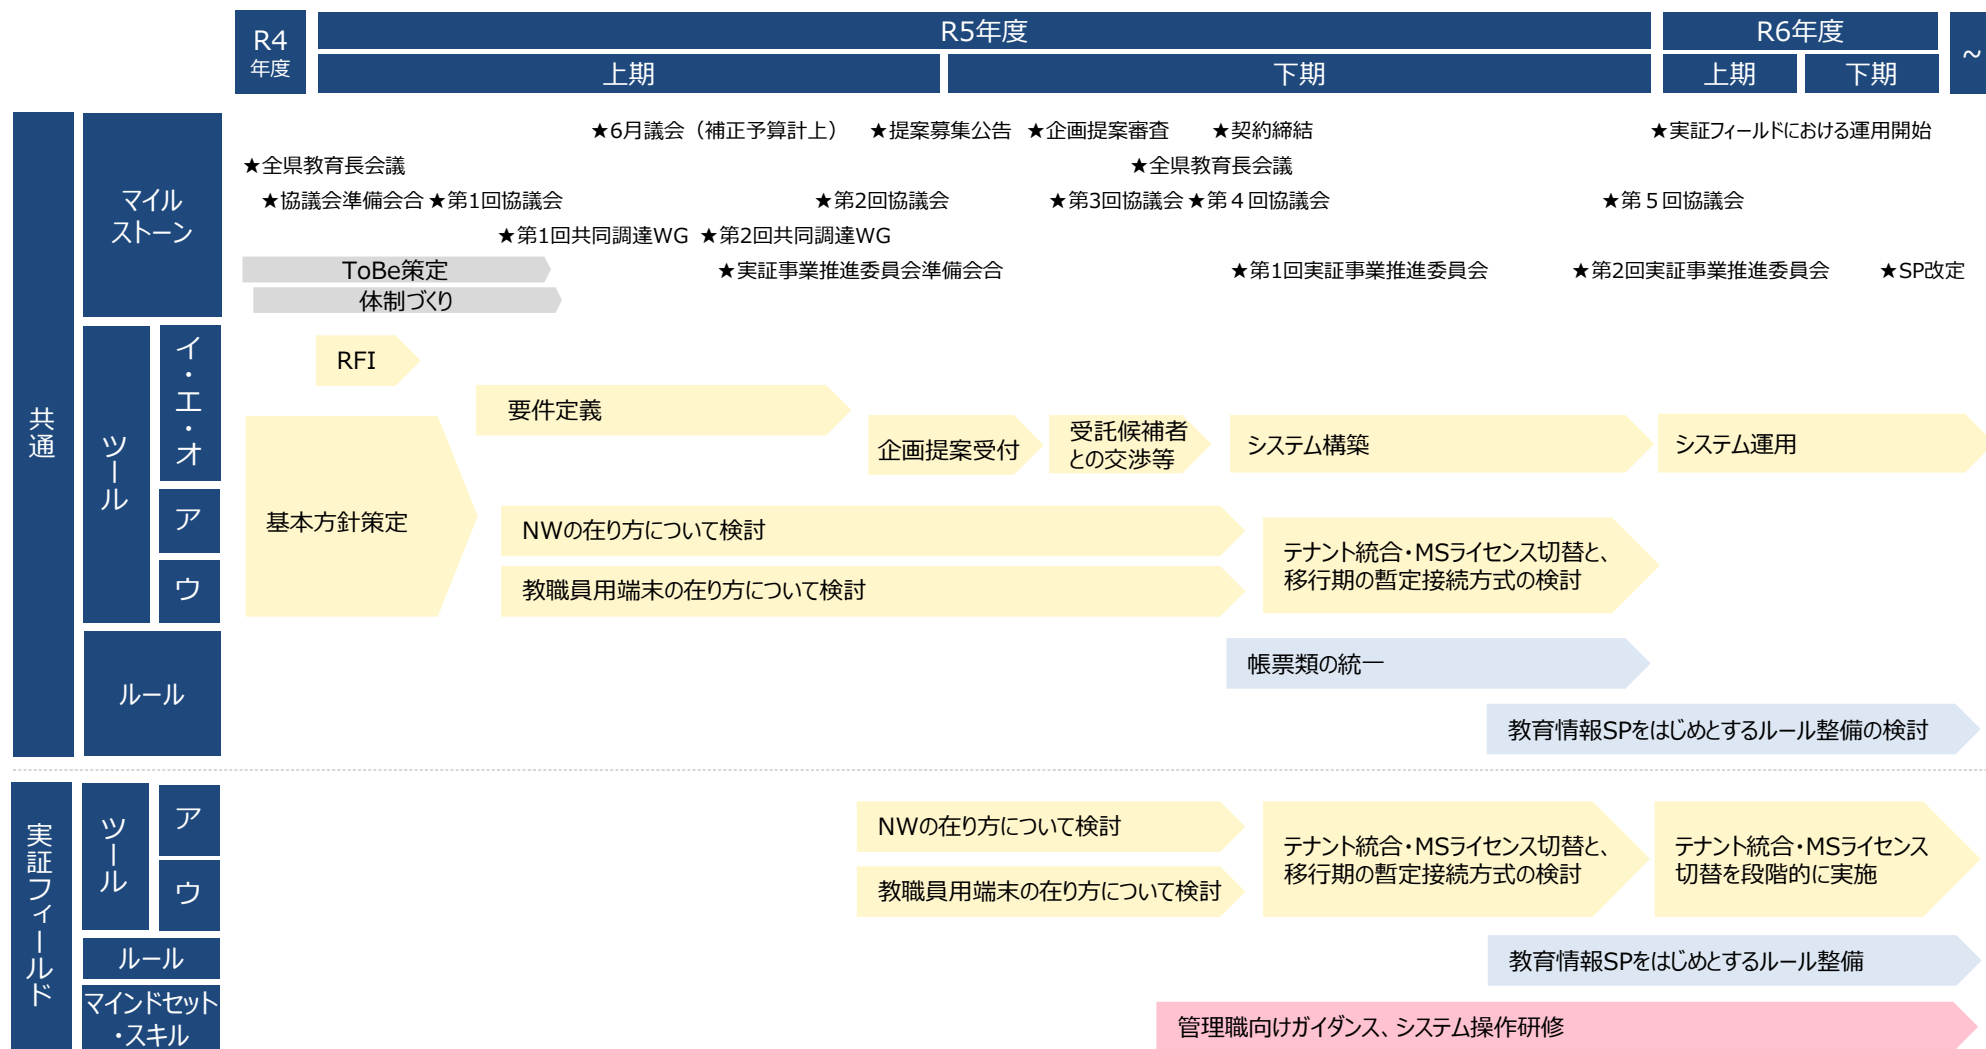 R4
年度
R5年度
R6年度
~
上期
下期
上期
下期
共通
マイル
ストーン
★6月議会（補正予算計上）
★提案募集公告
★企画提案審査
★契約締結
★実証フィールドにおける運用開始
★全県教育長会議
★全県教育長会議
★協議会準備会合
★第1回協議会
★第2回協議会
★第3回協議会
★第４回協議会
★第５回協議会
★第1回共同調達WG
★第2回共同調達WG
ToBe策定
★実証事業推進委員会準備会合
★第1回実証事業推進委員会
★第2回実証事業推進委員会
★SP改定
体制づくり
ツール
イ・エ・オ
RFI
要件定義
企画提案受付
受託候補者
との交渉等
システム構築
システム運用
基本方針策定
ア
NWの在り方について検討
テナント統合・MSライセンス切替と、
移行期の暫定接続方式の検討
ウ
教職員用端末の在り方について検討
ルール
帳票類の統一
教育情報SPをはじめとするルール整備の検討
実証フィールド
ツール
ア
NWの在り方について検討
テナント統合・MSライセンス切替と、
移行期の暫定接続方式の検討
テナント統合・MSライセンス
切替を段階的に実施
ウ
教職員用端末の在り方について検討
ルール
教育情報SPをはじめとするルール整備
マインドセット
・スキル
管理職向けガイダンス、システム操作研修